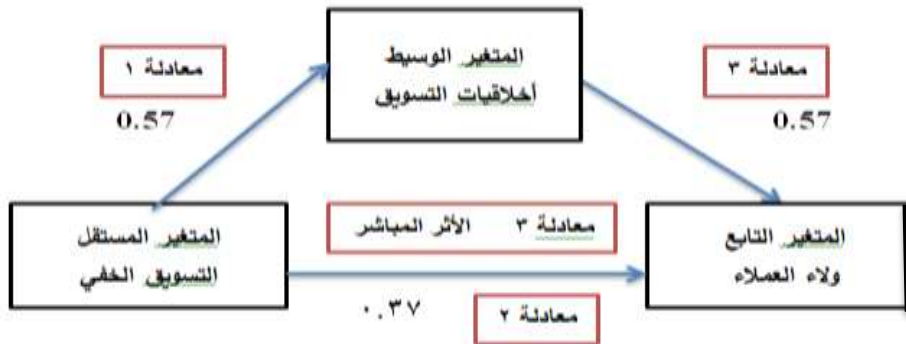 المتغير الوسيط
أخلاقيات التسويق
معادلة ١
0.57
معادلة ٣
0.57
المتغير المستقل
التسويق الخفي
معادلة ٣ الأثر المباشر
المتغير التابع
ولاء العملاء
٠.٣٧
معادلة ٢